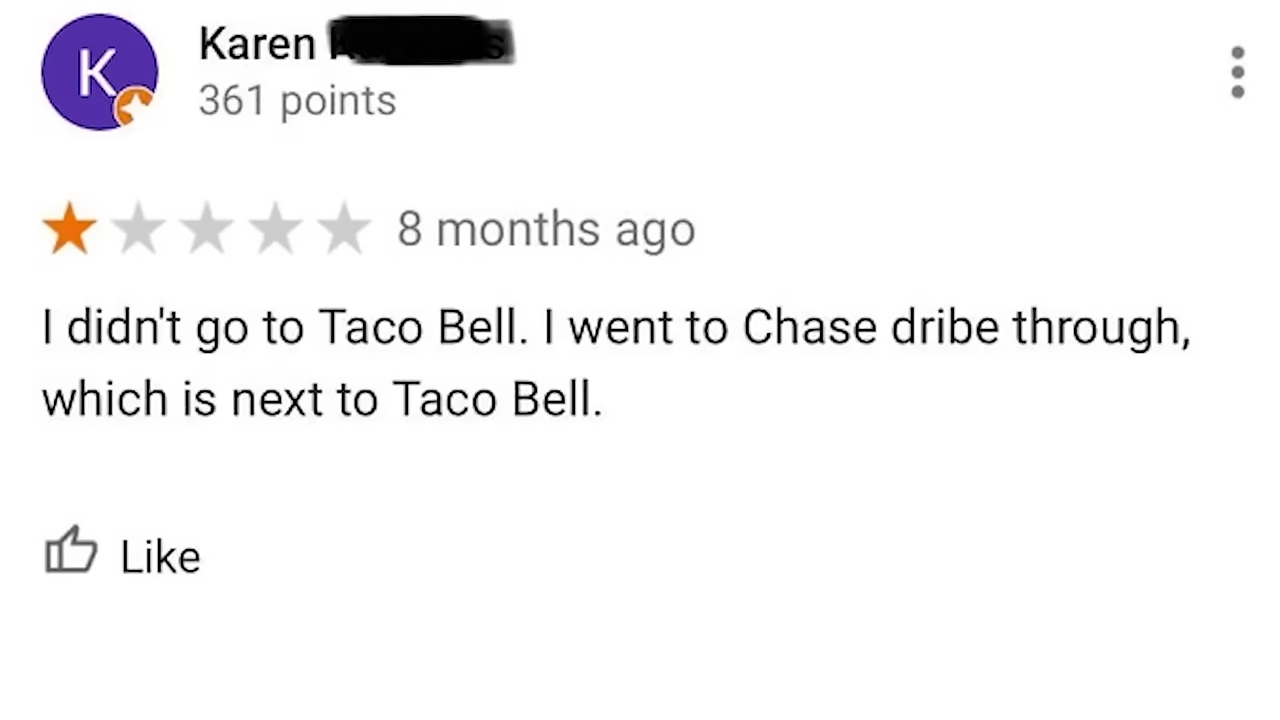 K
Karen
361 points
8 months ago
I didn't go to Taco Bell. I went to Chase dribe through,
which is next to Taco Bell.
Like